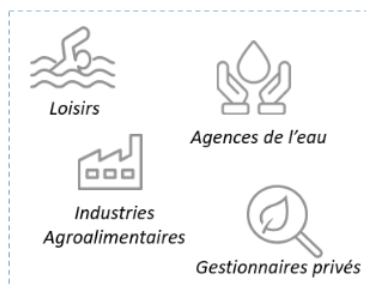 Loisirs
Agences de l'eau
Industries
Agroalimentaires
Gestionnaires privés